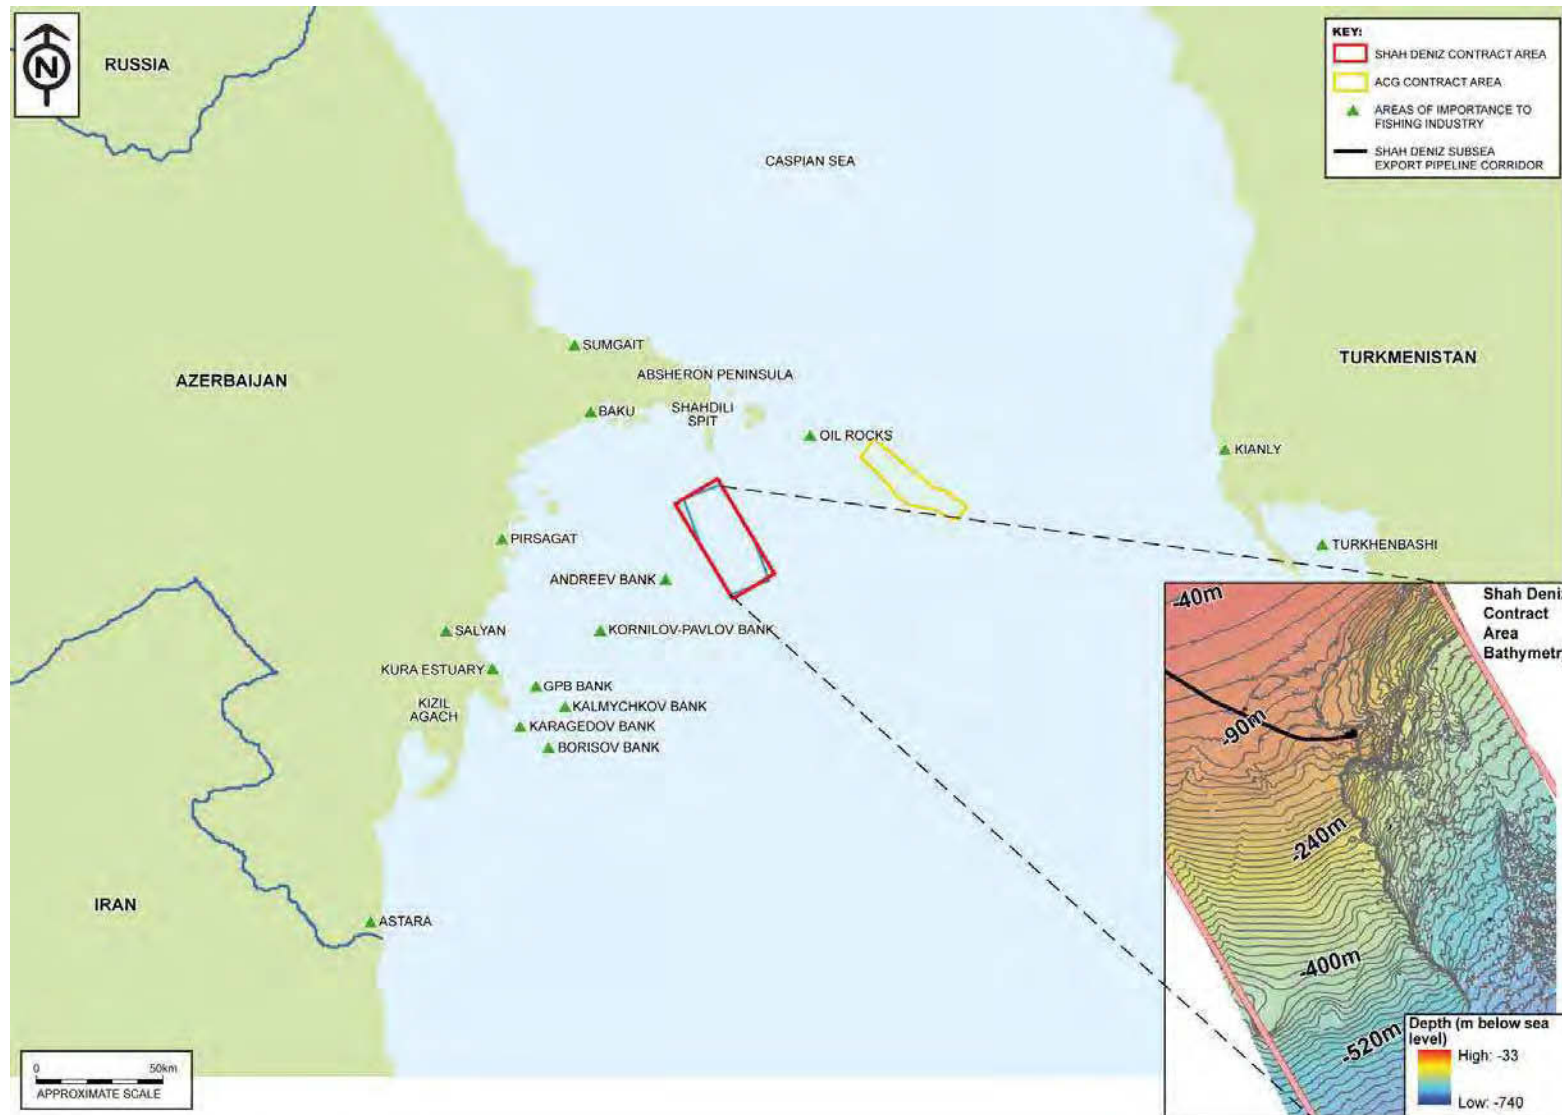 N
RUSSIA
KEY:
SHAH DENIZ CONTRACT AREA
ACG CONTRACT AREA
AREAS OF IMPORTANCE TO
FISHING INDUSTRY
SHAH DENIZ SUBSEA
EXPORT PIPELINE CORRIDOR
CASPIAN SEA
SUMGAIT
ABSHERON PENINSULA
TURKMENISTAN
AZERBAIJAN
BAKU
SHAHDILI
SPIT
OIL ROCKS
KIANLY
PIRSAGAT
TURKHENBASHI
ANDREEV BANK
SALYAN
KORNILOV-PAVLOV BANK
KURA ESTUARY
GPB BANK
KIZIL
AGACH
KALMYCHKOV BANK
KARAGEDOV BANK
BORISOV BANK
IRAN
ASTARA
Shah Deniz
Contract
Area
Bathymetr
-40m
-90m
-240m
-400m
-520m
Depth (m below sea
level)
High: -33
Low: -740
0 50km
APPROXIMATE SCALE